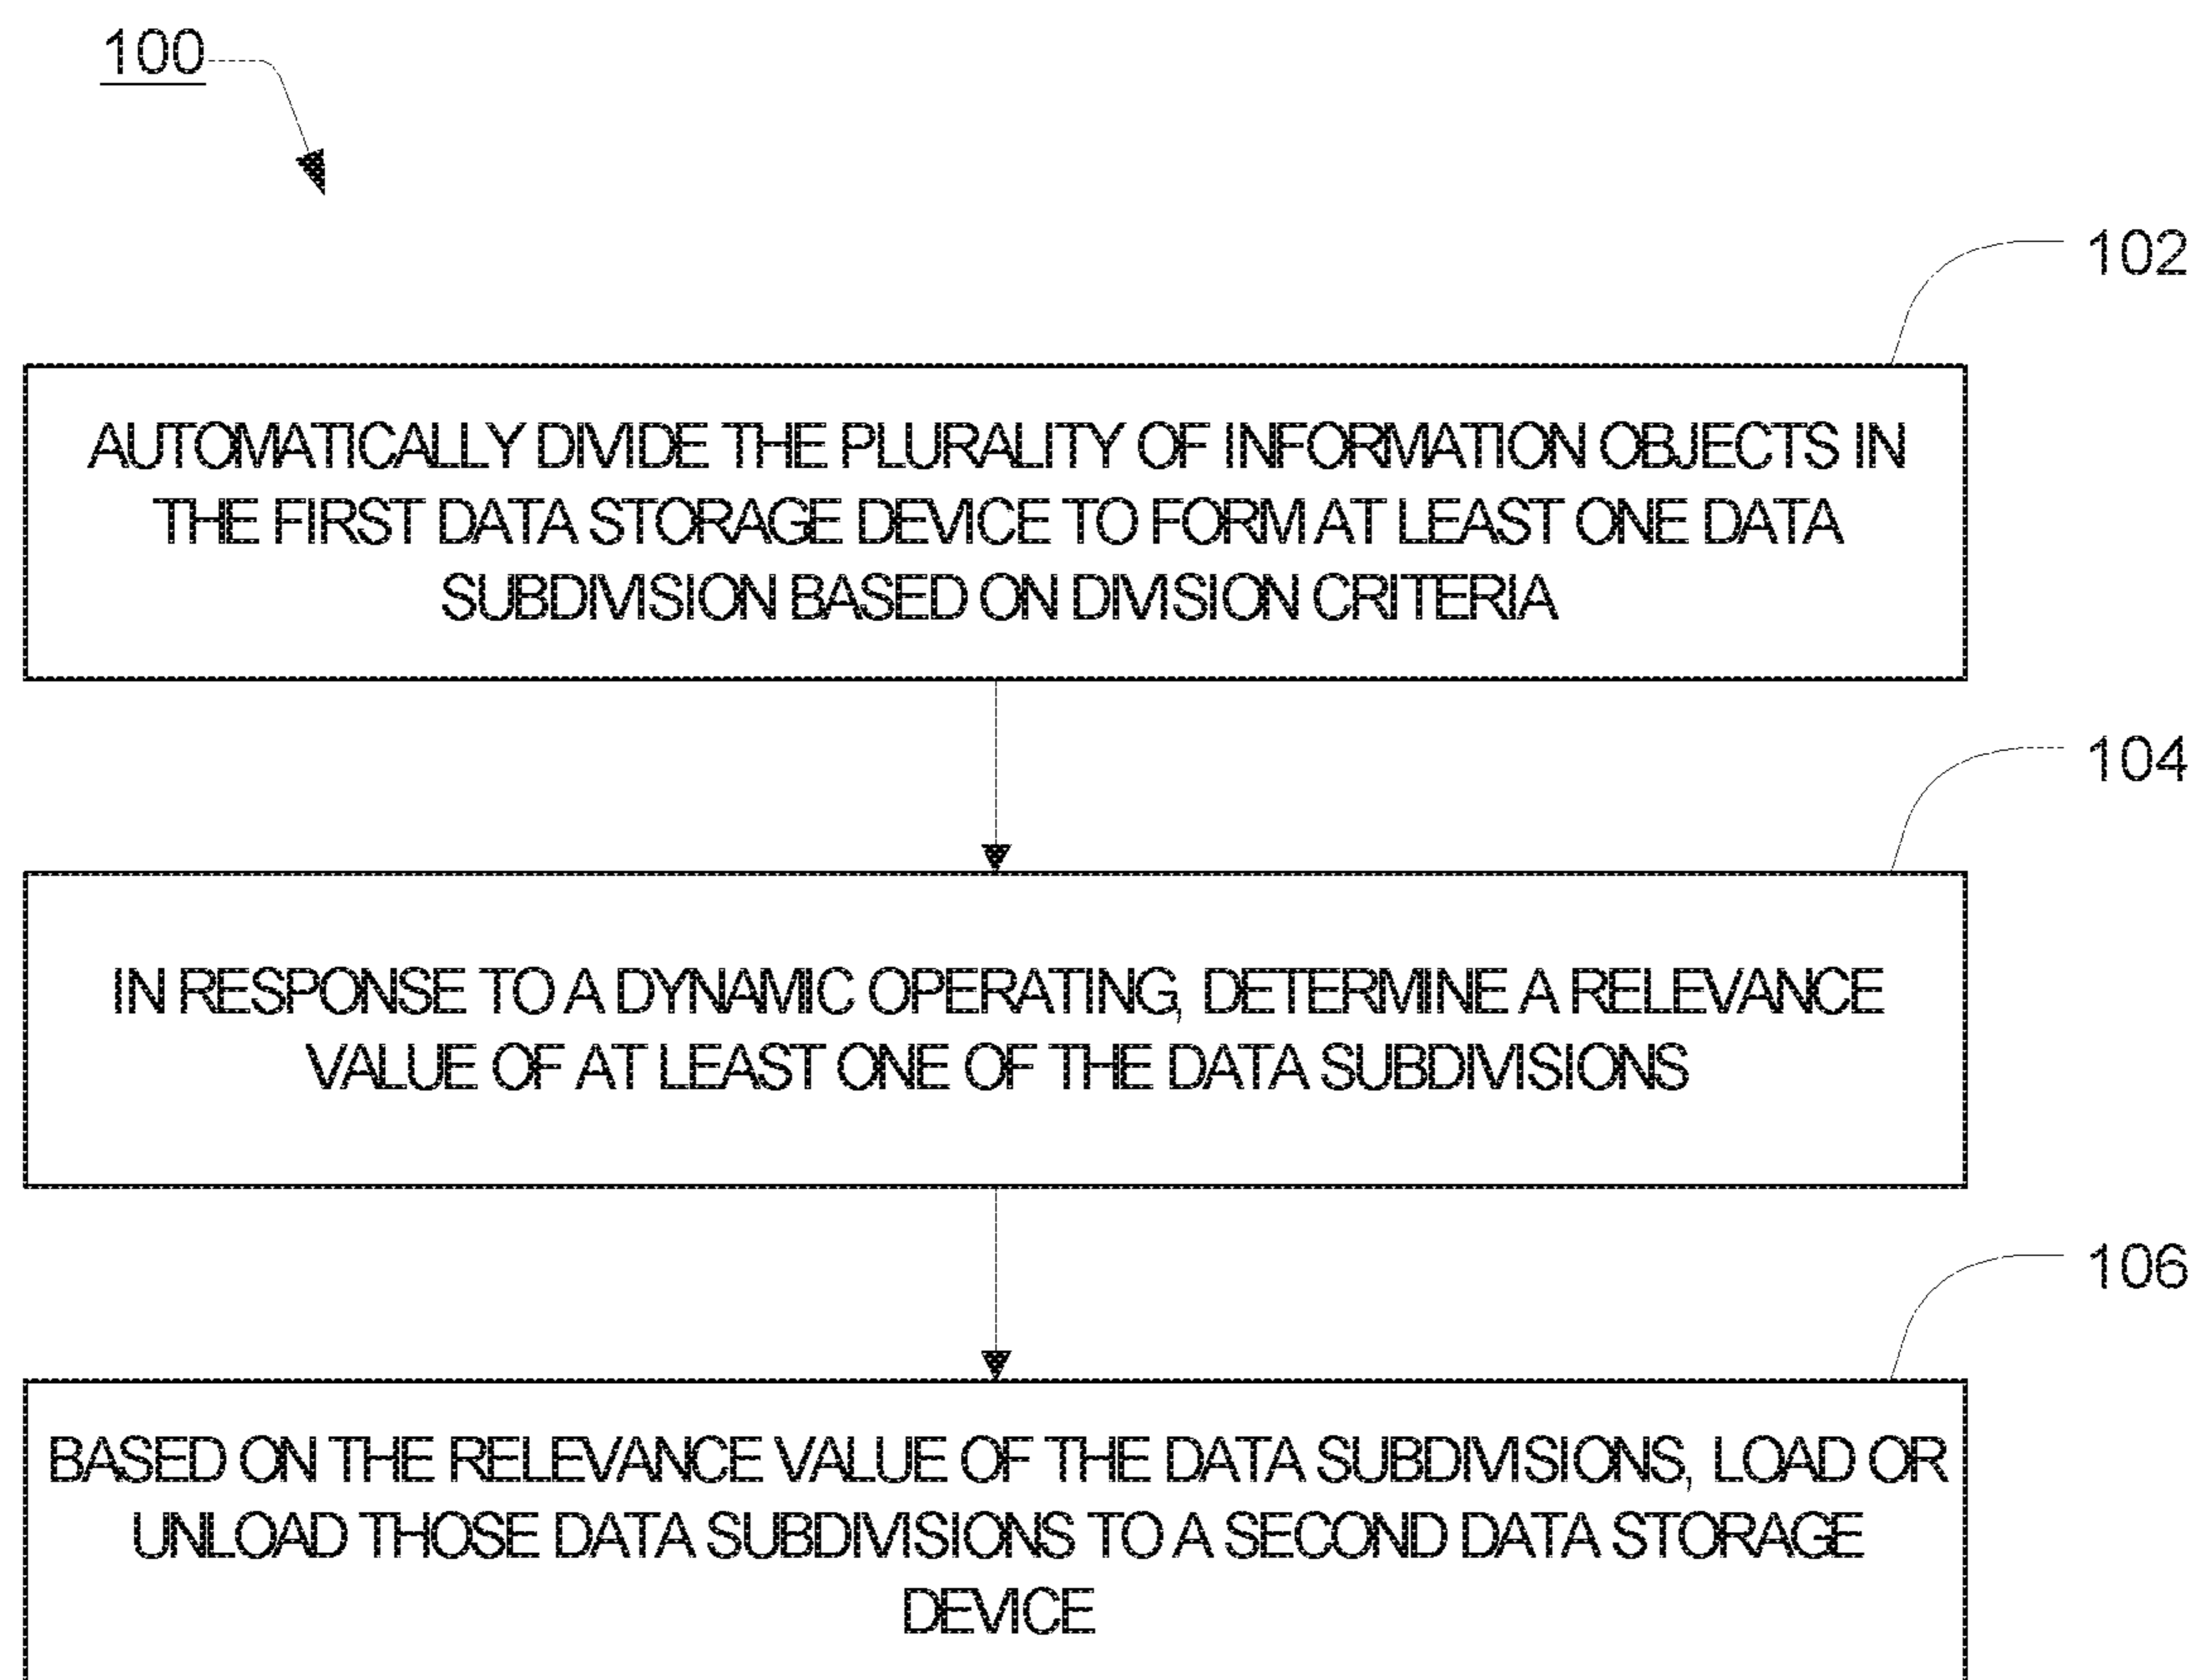 100
102
AUTOMATICALLY DIVIDE THE PLURALITY OF INFORMATION OBJECTS IN
THE FIRST DATA STORAGE DEVICE TO FORM AT LEAST ONE DATA
SUBDIVISION BASED ON DIVISION CRITERIA
104
IN RESPONSE TO A DYNAMIC OPERATING, DETERMINE A RELEVANCE
VALUE OF AT LEAST ONE OF THE DATA SUBDIVISIONS
106
BASED ON THE RELEVANCE VALUE OF THE DATA SUBDIVISIONS, LOAD OR
UNLOAD THOSE DATA SUBDIVISIONS TO A SECOND DATA STORAGE
DEVICE